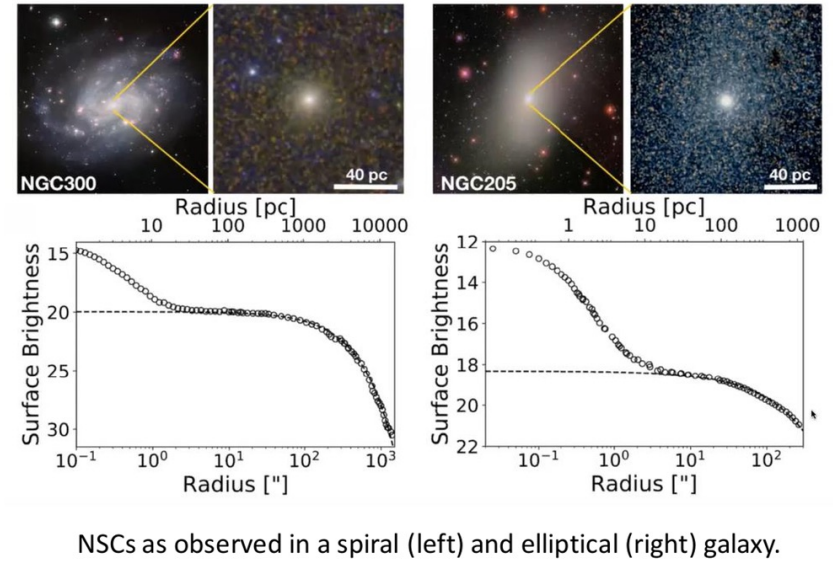 NGC300
40 pc
NGC205
40 pc
Radius [pc]
10 100 1000 10000
Surface Brightness
15
20
25
30
10⁻¹ 10⁰ 10¹ 10² 10³
Radius ["]
Radius [pc]
1 10 100 1000
Surface Brightness
12
14
16
18
20
22
10⁻¹ 10⁰ 10¹ 10²
Radius ["]
NSCs as observed in a spiral (left) and elliptical (right) galaxy.